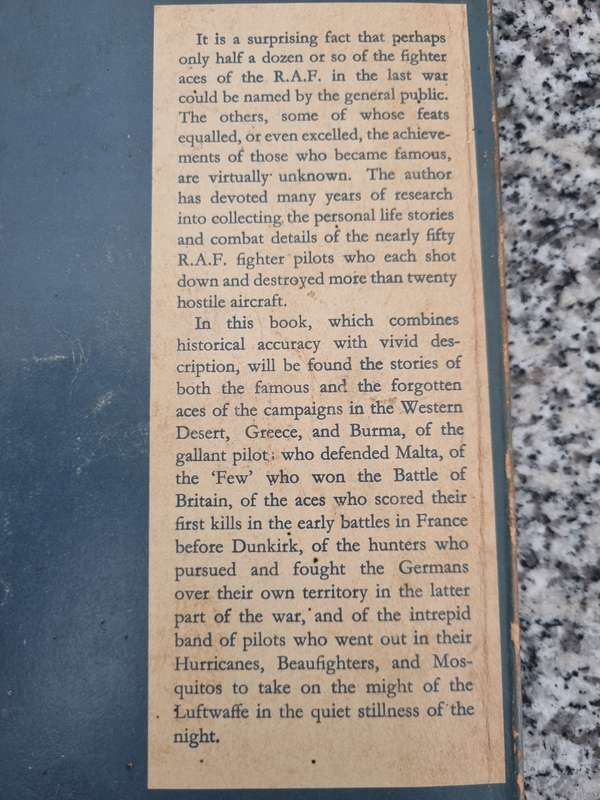 It is a surprising fact that perhaps
only half a dozen or so of the fighter
aces of the R.A.F. in the last war
could be named by the general public.
The others, some of whose feats
equalled, or even excelled, the achieve-
ments of those who became famous,
are virtually unknown. The author
has devoted many years of research
into collecting the personal life stories
and combat details of the nearly fifty
R.A.F. fighter pilots who each shot
down and destroyed more than twenty
hostile aircraft.
In this book, which combines
historical accuracy with vivid des-
cription, will be found the stories of
both the famous and the forgotten
aces of the campaigns in the Western
Desert, Greece, and Burma, of the
gallant pilots who defended Malta, of
the ‘Few’ who won the Battle of
Britain, of the aces who scored their
first kills in the early battles in France
before Dunkirk, of the hunters who
pursued and fought the Germans
over their own territory in the latter
part of the war, and of the intrepid
band of pilots who went out in their
Hurricanes, Beaufighters, and Mos-
quitos to take on the might of the
Luftwaffe in the quiet stillness of the
night.